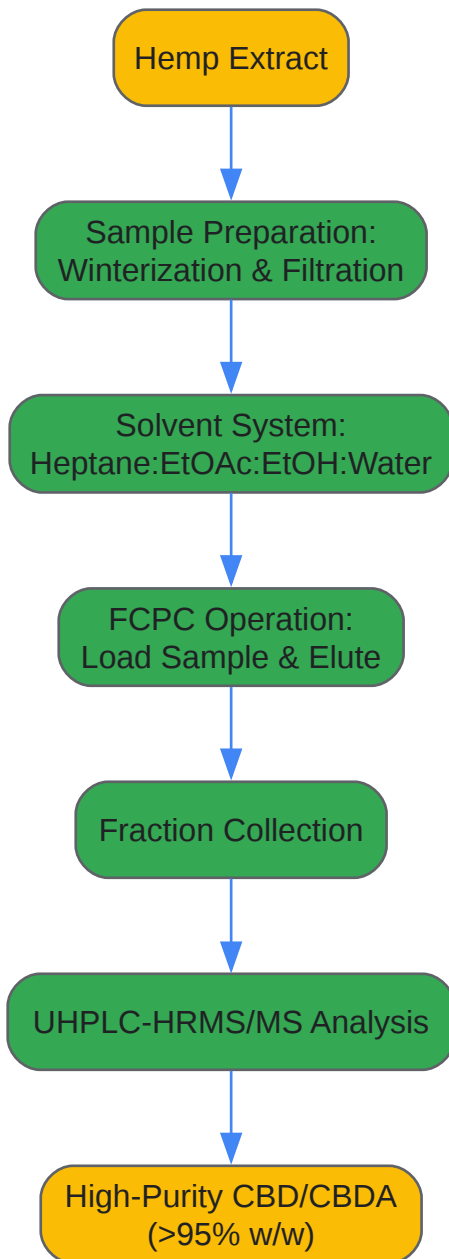 Hemp Extract
Sample Preparation:
Winterization & Filtration
Solvent System:
Heptane:EtOAc:EtOH:Water
FCPC Operation:
Load Sample & Elute
Fraction Collection
UHPLC-HRMS/MS Analysis
High-Purity CBD/CBDA
(>95% w/w)